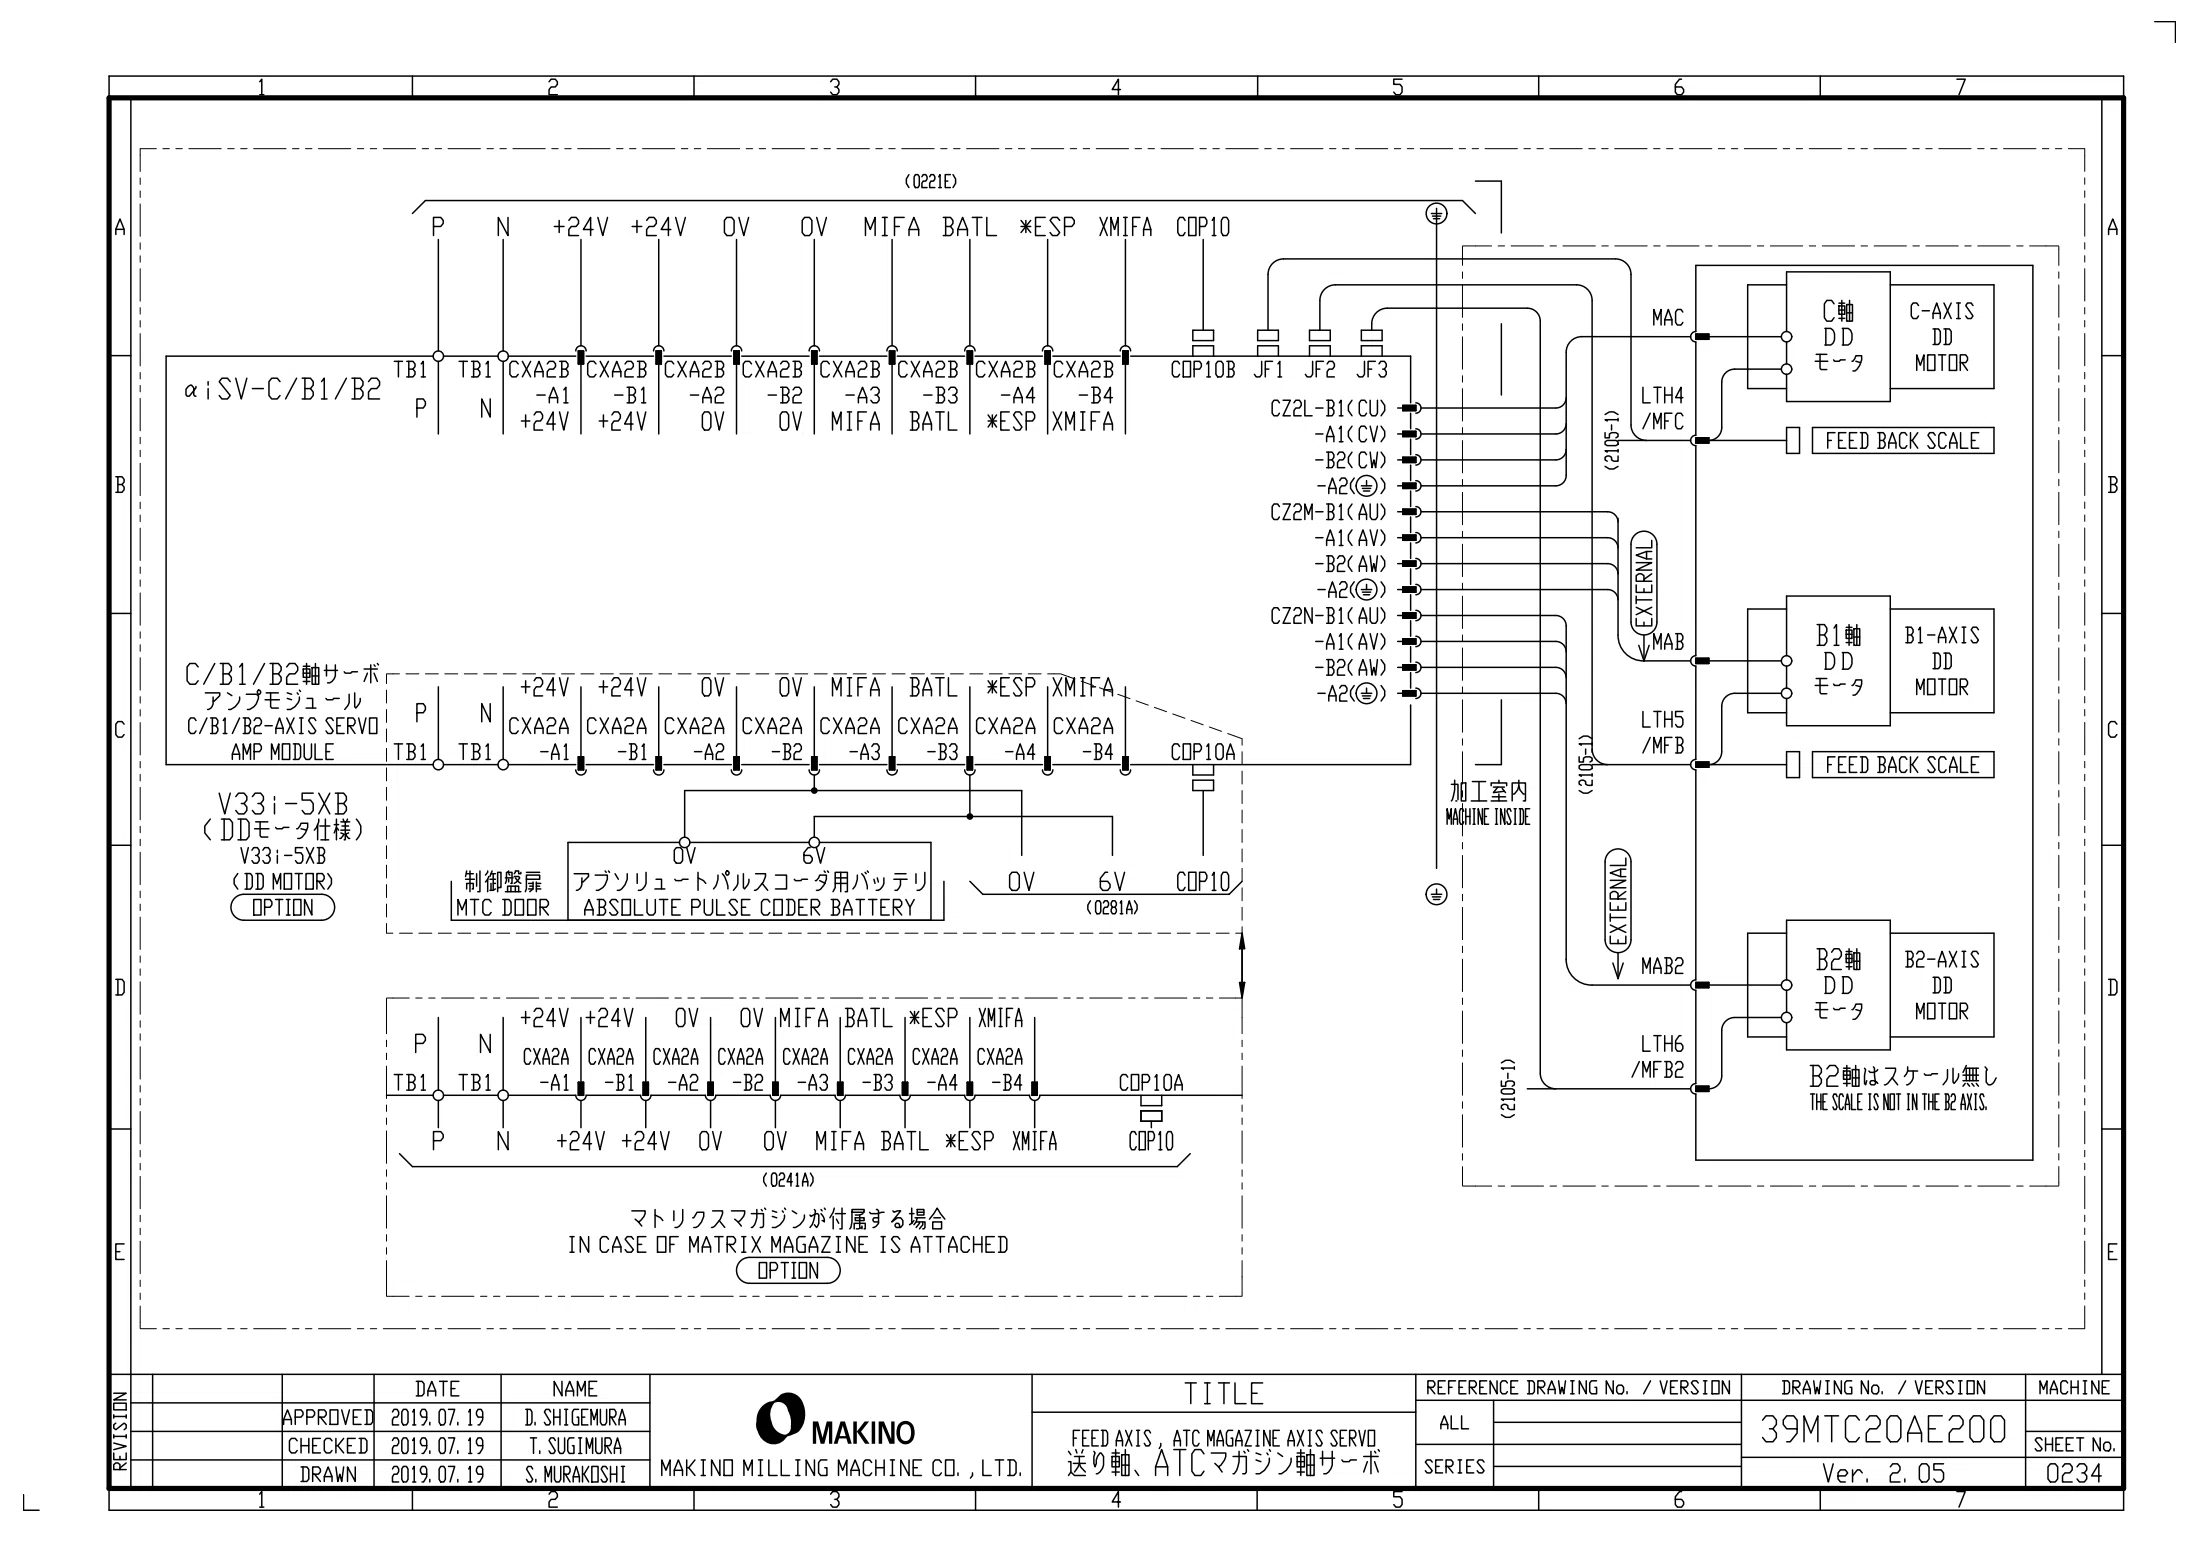 1 2 3 4 5 6 7
A
B
C
D
E
A
B
C
D
E
(0221E)
P N +24V +24V 0V 0V MIFA BATL *ESP XMIFA COP10
αiSV-C/B1/B2
TB1 TB1 CXA2B CXA2B CXA2B CXA2B CXA2B CXA2B CXA2B CXA2B COP10B JF1 JF2 JF3
-A1 -B1 -A2 -B2 -A3 -B3 -A4 -B4
P N
+24V +24V 0V 0V MIFA BATL *ESP XMIFA
CZ2L-B1(CU)
-A1(CV)
-B2(CW)
-A2( )
CZ2M-B1(AU)
-A1(AV)
-B2(AW)
-A2( )
CZ2N-B1(AU)
-A1(AV)
-B2(AW)
-A2( )
C/B1/B2軸サーボ
アンプモジュール
C/B1/B2-AXIS SERVO
AMP MODULE
+24V +24V 0V 0V MIFA BATL *ESP XMIFA
P N
CXA2A CXA2A CXA2A CXA2A CXA2A CXA2A CXA2A CXA2A
TB1 TB1 -A1 -B1 -A2 -B2 -A3 -B3 -A4 -B4 COP10A
V33i-5XB
(DDモータ仕様)
V33i-5XB
(DD MOTOR)
OPTION
0V 6V
制御盤扉
MTC DOOR
アブソリュートパルスコーダ用バッテリ
ABSOLUTE PULSE CODER BATTERY
0V 6V COP10
(0281A)
加工室内
MACHINE INSIDE
MAC
LTH4
/MFC
(2105-1)
C軸
DD
モータ
C-AXIS
DD
MOTOR
FEED BACK SCALE
EXTERNAL
MAB
LTH5
/MFB
(2105-1)
B1軸
DD
モータ
B1-AXIS
DD
MOTOR
FEED BACK SCALE
EXTERNAL
MAB2
LTH6
/MFB2
(2105-1)
B2軸
DD
モータ
B2-AXIS
DD
MOTOR
B2軸はスケール無し
THE SCALE IS NOT IN THE B2 AXIS.
+24V +24V 0V 0V MIFA BATL *ESP XMIFA
P N
CXA2A CXA2A CXA2A CXA2A CXA2A CXA2A CXA2A CXA2A
TB1 TB1 -A1 -B1 -A2 -B2 -A3 -B3 -A4 -B4 COP10A
P N +24V +24V 0V 0V MIFA BATL *ESP XMIFA COP10
(0241A)
マトリクスマガジンが付属する場合
IN CASE OF MATRIX MAGAZINE IS ATTACHED
OPTION
REVISION
DATE NAME
APPROVED 2019.07.19 D. SHIGEMURA
CHECKED 2019.07.19 T. SUGIMURA
DRAWN 2019.07.19 S. MURAKOSHI
MAKINO
MAKINO MILLING MACHINE CO.,LTD.
TITLE
FEED AXIS , ATC MAGAZINE AXIS SERVO
送り軸、ATCマガジン軸サーボ
REFERENCE DRAWING No. / VERSION
ALL
SERIES
DRAWING No. / VERSION
39MTC20AE200
Ver. 2.05
MACHINE
SHEET No.
0234
1 2 3 4 5 6 7